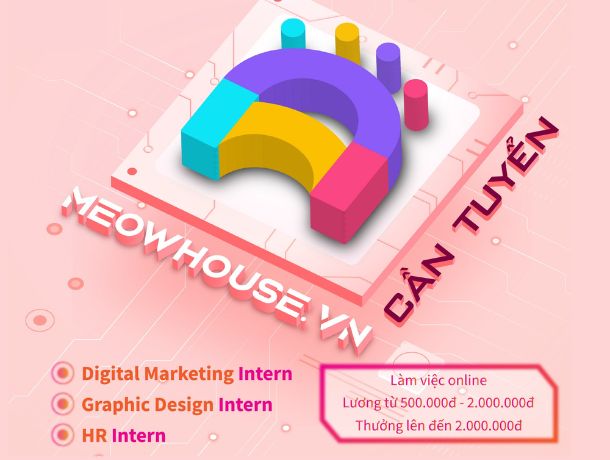 MEOWHOUSE.VN
CẦN TUYỂN
Digital Marketing Intern
Graphic Design Intern
HR Intern
Làm việc online
Lương từ 500.000đ - 2.000.000đ
Thưởng lên đến 2.000.000đ